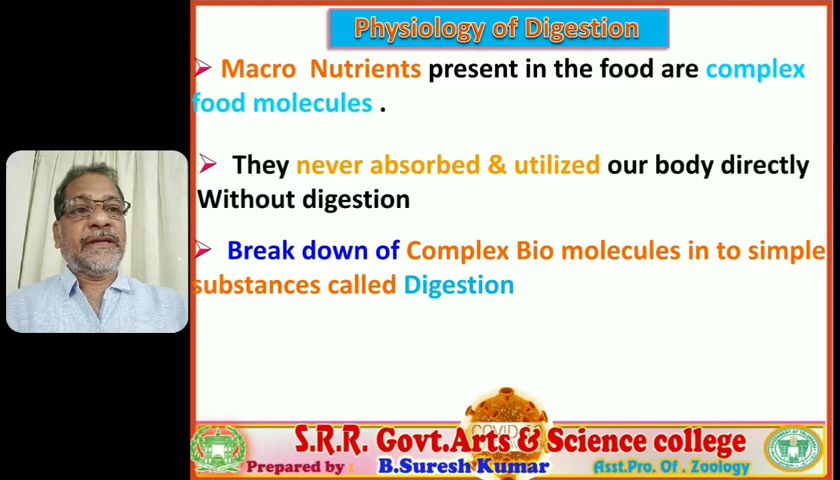 Physiology of Digestion
Macro Nutrients present in the food are complex
food molecules .
They never absorbed & utilized our body directly
Without digestion
Break down of Complex Bio molecules in to simple
substances called Digestion
COVID
S.R.R. Govt.Arts & Science college
Prepared by : B.Suresh Kumar Asst.Pro. Of . Zoology